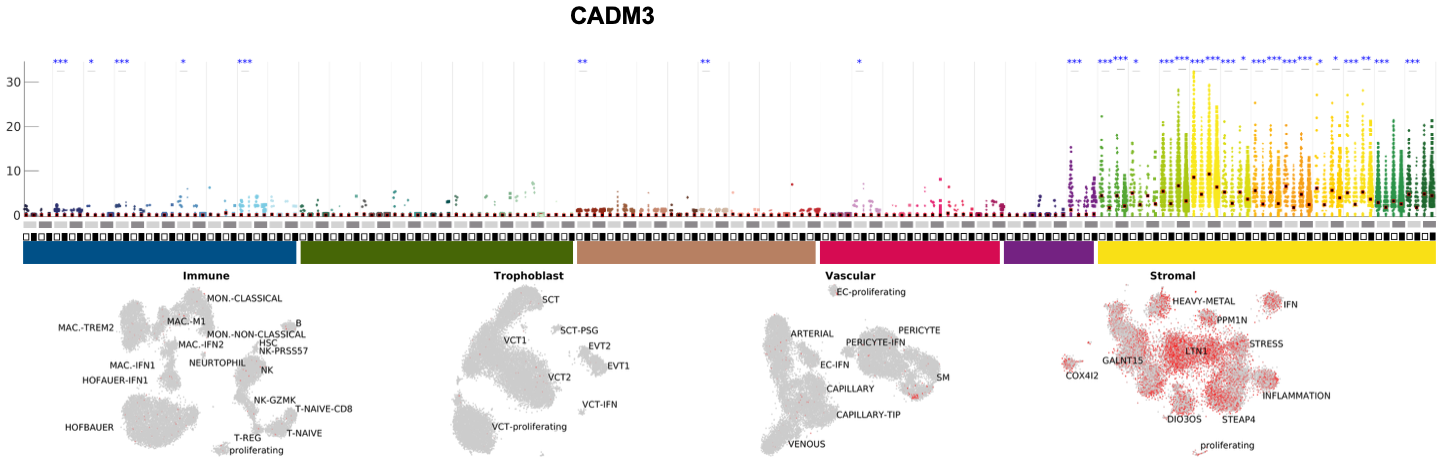 CADM3
*** * *** * *** ** ** * *** *** *** * *** *** *** *** *** * *** *** *** *** * * *** ** *** ***
30
20
10
0
Immune
Trophoblast
Vascular
Stromal
MON.-CLASSICAL
MAC.-TREM2
MAC.-M1
B
MON.-NON-CLASSICAL
HSC
MAC.-IFN2
NK-PRSS57
NEURTOPHIL
MAC.-IFN1
NK
HOFAUER-IFN1
NK-GZMK
T-NAIVE-CD8
HOFBAUER
T-REG
T-NAIVE
proliferating
SCT
SCT-PSG
VCT1
EVT2
EVT1
VCT2
VCT-IFN
VCT-proliferating
EC-proliferating
ARTERIAL
PERICYTE
PERICYTE-IFN
EC-IFN
SM
CAPILLARY
CAPILLARY-TIP
VENOUS
HEAVY-METAL
IFN
PPM1N
STRESS
LTN1
GALNT15
COX4I2
INFLAMMATION
DIO3OS
STEAP4
proliferating